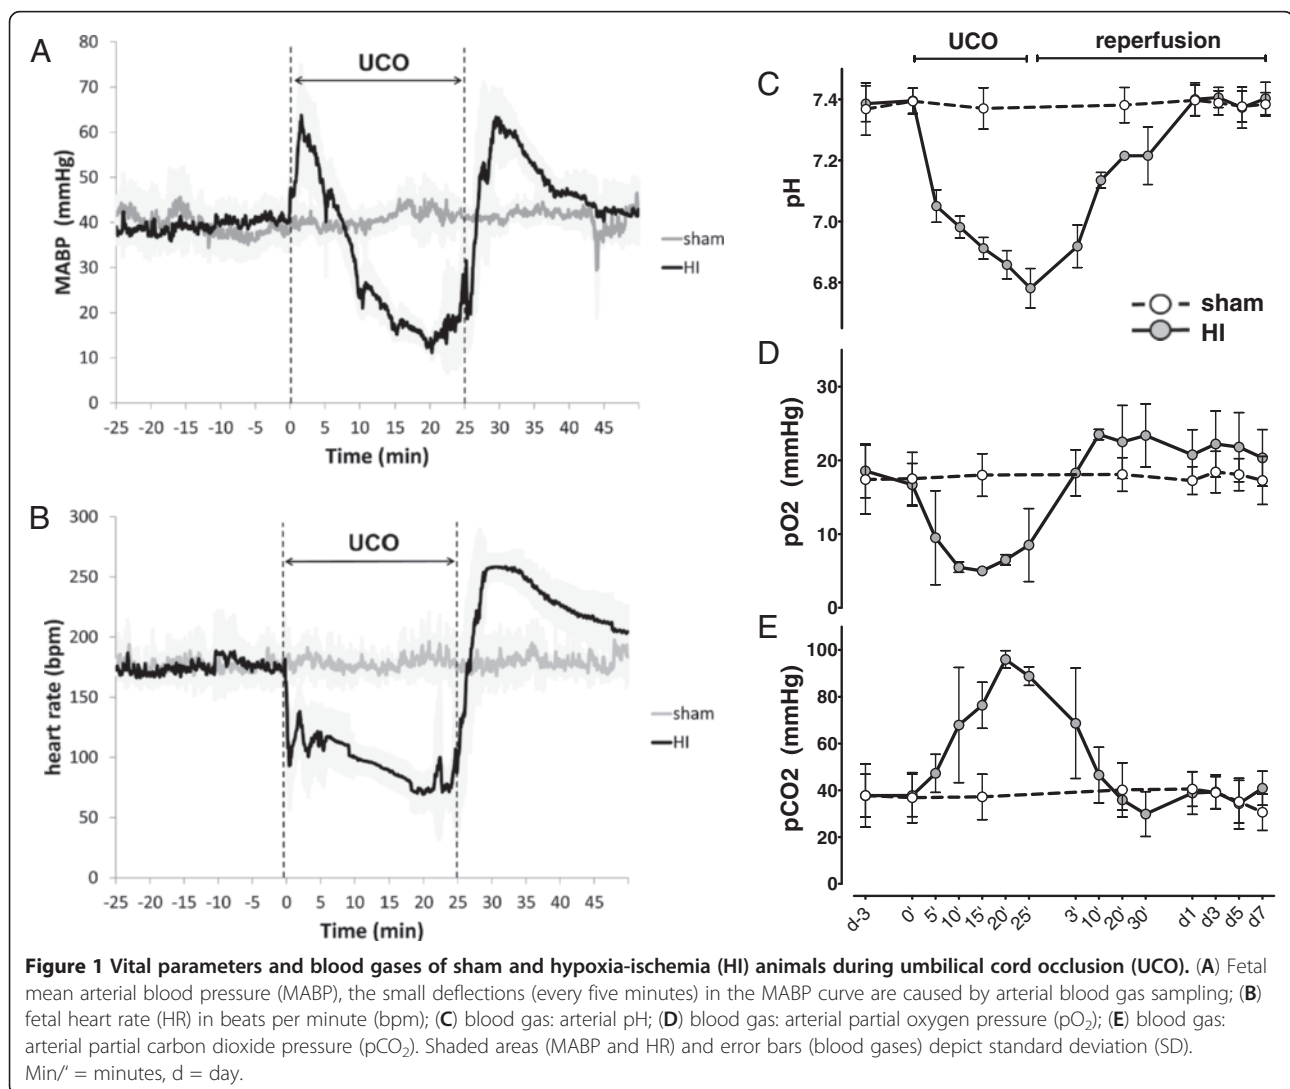 A
80
70
60
50
40
30
20
10
0
MABP (mmHg)
UCO
sham
HI
-25 -20 -15 -10 -5 0 5 10 15 20 25 30 35 40 45
Time (min)
B
300
250
200
150
100
50
0
heart rate (bpm)
UCO
sham
HI
-25 -20 -15 -10 -5 0 5 10 15 20 25 30 35 40 45
Time (min)
UCO reperfusion
C
7.4
7.2
7.0
6.8
pH
sham
HI
D
30
20
10
0
pO2 (mmHg)
E
100
80
60
40
20
0
pCO2 (mmHg)
d-3 0' 5' 10' 15' 20' 25' 3' 10' 20' 30' d1 d3 d5 d7
Figure 1 Vital parameters and blood gases of sham and hypoxia-ischemia (HI) animals during umbilical cord occlusion (UCO). (A) Fetal
mean arterial blood pressure (MABP), the small deflections (every five minutes) in the MABP curve are caused by arterial blood gas sampling; (B)
fetal heart rate (HR) in beats per minute (bpm); (C) blood gas: arterial pH; (D) blood gas: arterial partial oxygen pressure (pO₂); (E) blood gas:
arterial partial carbon dioxide pressure (pCO₂). Shaded areas (MABP and HR) and error bars (blood gases) depict standard deviation (SD).
Min/‘ = minutes, d = day.